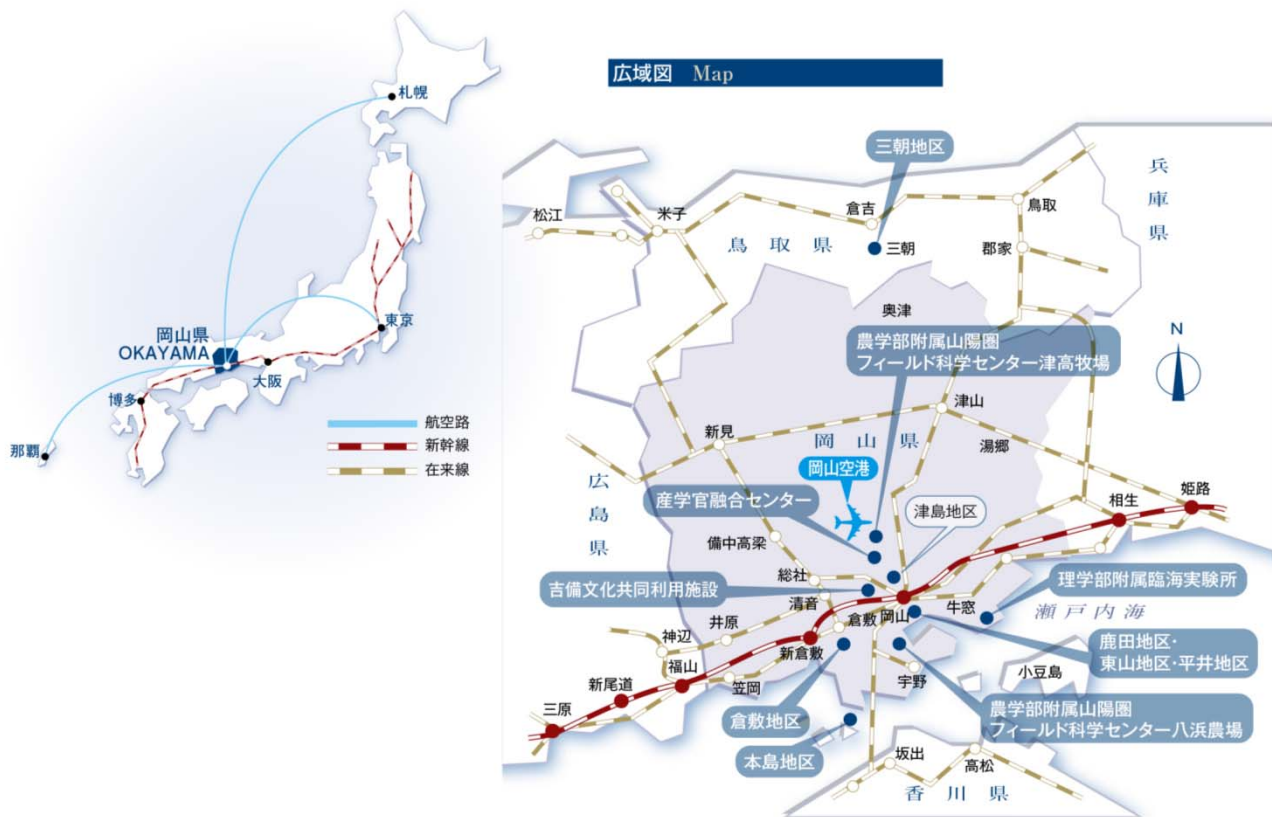 札幌
岡山県
OKAYAMA
東京
大阪
博多
那覇
航空路
新幹線
在来線
広域図 Map
三朝地区
兵庫県
松江
米子
倉吉
鳥取
鳥取県
三朝
郡家
奥津
N
農学部附属山陽圏
フィールド科学センター津高牧場
津山
新見
岡山県
湯郷
岡山空港
広島県
産学官融合センター
津島地区
相生
姫路
備中高梁
総社
吉備文化共同利用施設
清音
理学部附属臨海実験所
瀬戸内海
倉敷
岡山
牛窓
井原
神辺
新倉敷
鹿田地区・
東山地区・平井地区
福山
笠岡
宇野
小豆島
新尾道
三原
倉敷地区
農学部附属山陽圏
フィールド科学センター八浜農場
本島地区
坂出
高松
香川県